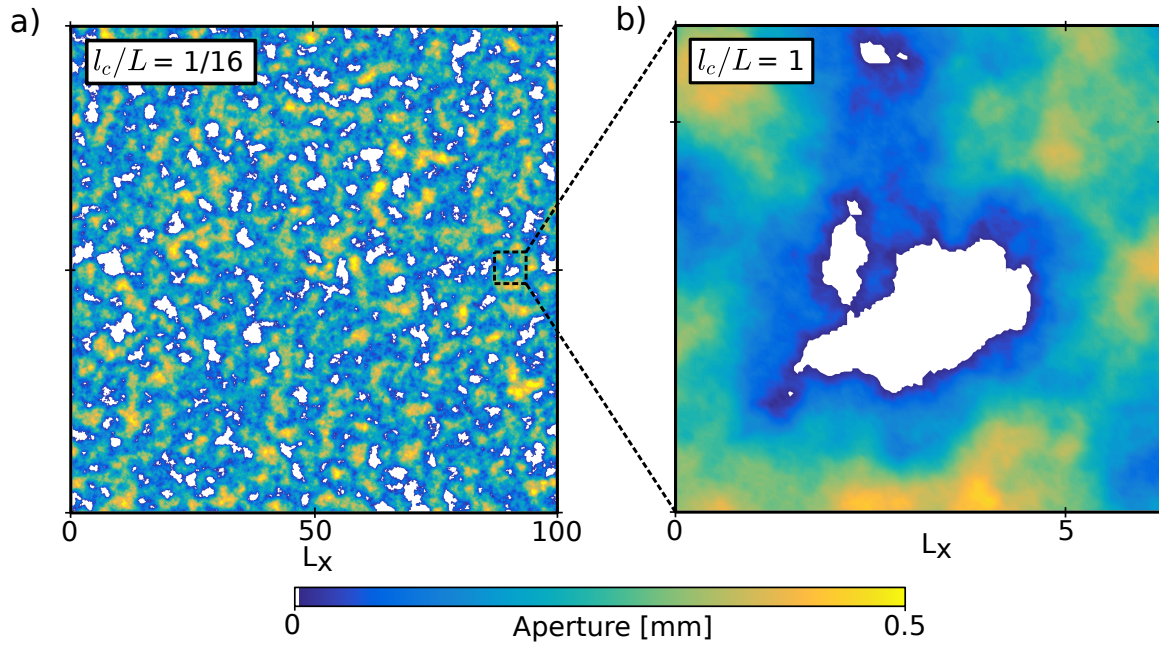 a)
l_c/L = 1/16
0
50
100
L_x
b)
l_c/L = 1
0
5
L_x
0
Aperture [mm]
0.5